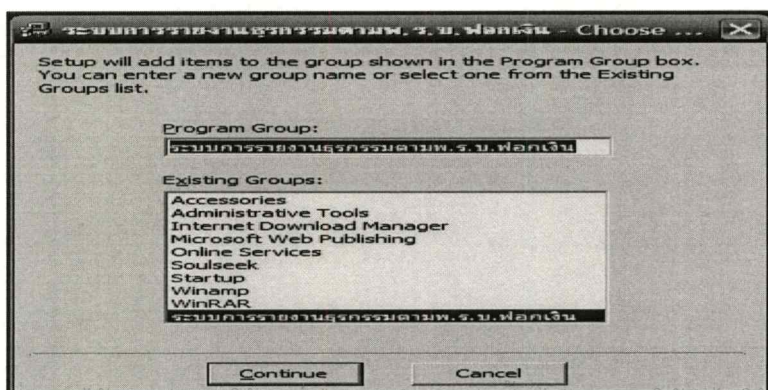 ระบบการรายงานธุรกรรมตามพ.ร.บ.ฟอกเงิน - Choose ...
Setup will add items to the group shown in the Program Group box.
You can enter a new group name or select one from the Existing
Groups list.
Program Group:
ระบบการรายงานธุรกรรมตามพ.ร.บ.ฟอกเงิน
Existing Groups:
Accessories
Administrative Tools
Internet Download Manager
Microsoft Web Publishing
Online Services
Soulseek
Startup
Winamp
WinRAR
ระบบการรายงานธุรกรรมตามพ.ร.บ.ฟอกเงิน
Continue
Cancel